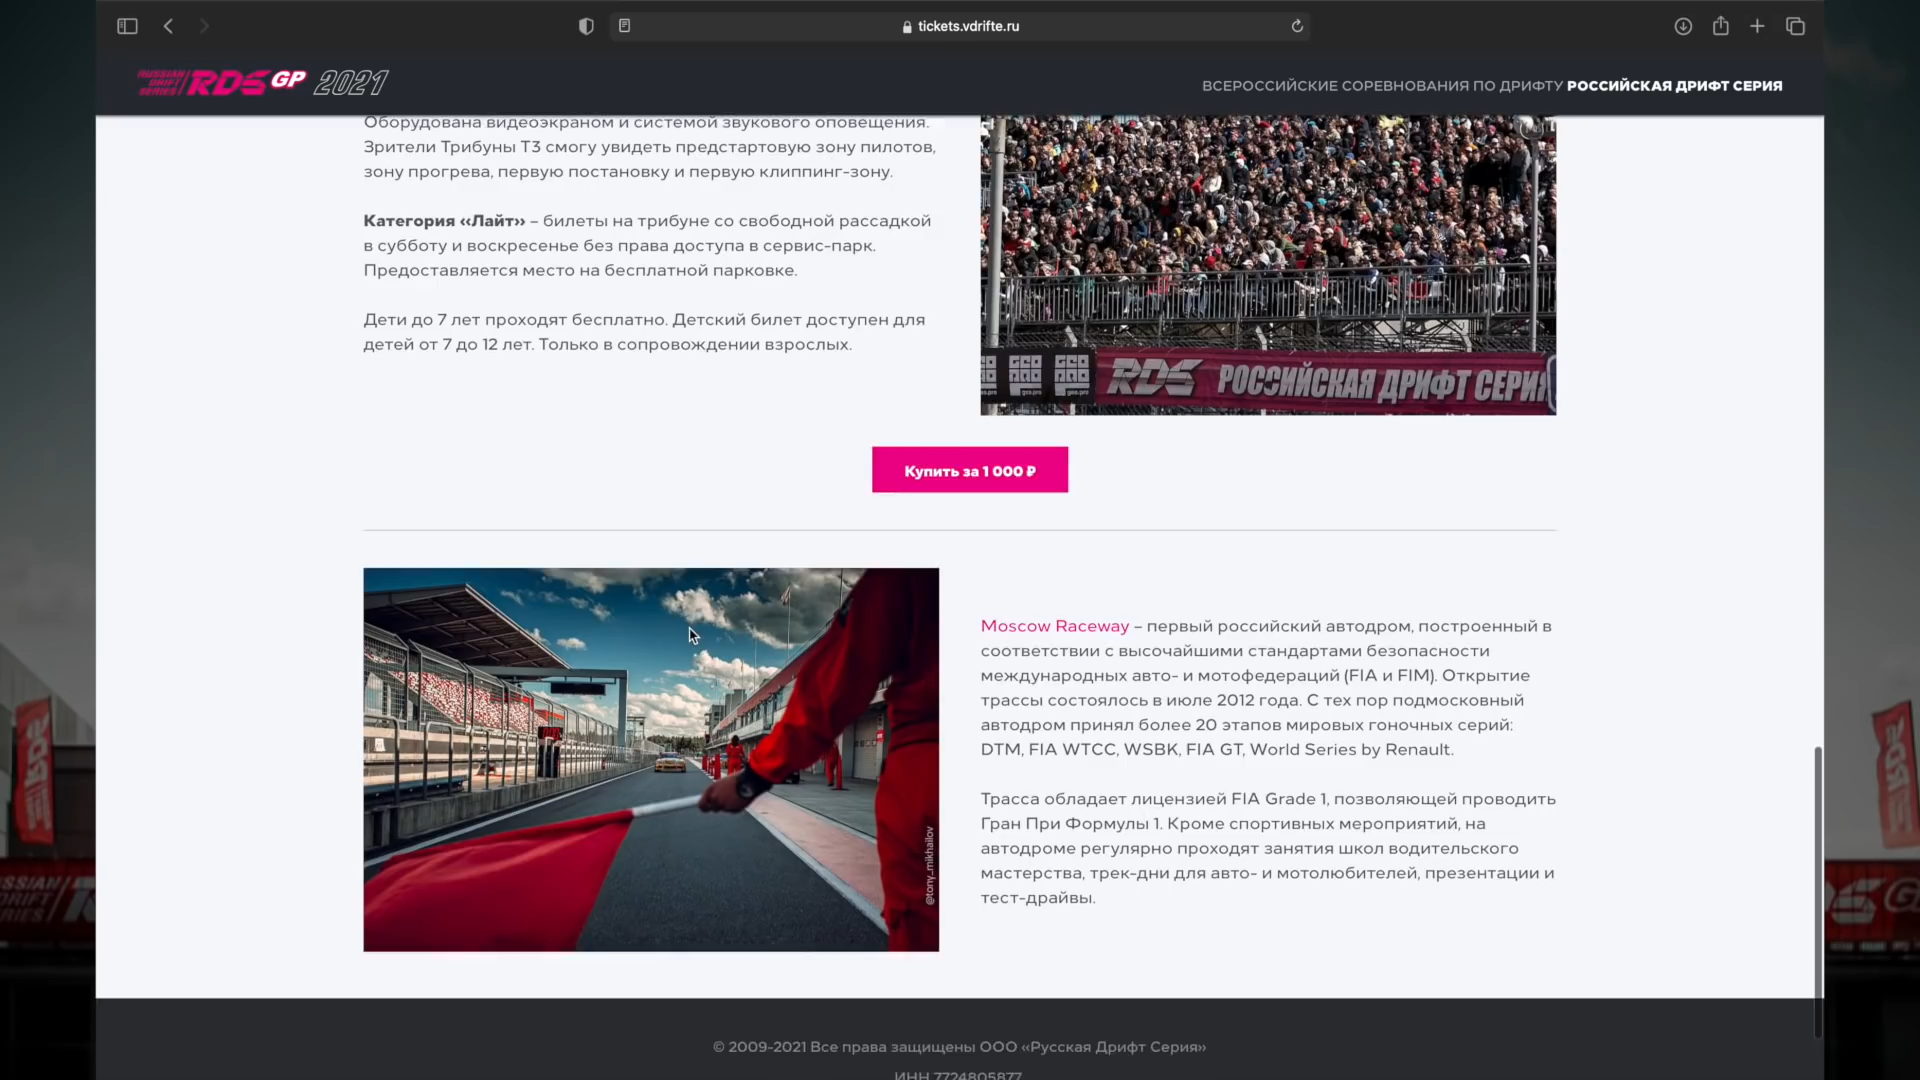 tickets.vdrifte.ru
RUSSIAN DRIFT SERIES RDS GP 2021
ВСЕРОССИЙСКИЕ СОРЕВНОВАНИЯ ПО ДРИФТУ РОССИЙСКАЯ ДРИФТ СЕРИЯ
Оборудована видеоэкраном и системой звукового оповещения.
Зрители Трибуны Т3 смогу увидеть предстартовую зону пилотов,
зону прогрева, первую постановку и первую клиппинг-зону.
Категория «Лайт» – билеты на трибуне со свободной рассадкой
в субботу и воскресенье без права доступа в сервис-парк.
Предоставляется место на бесплатной парковке.
Дети до 7 лет проходят бесплатно. Детский билет доступен для
детей от 7 до 12 лет. Только в сопровождении взрослых.
RDS РОССИЙСКАЯ ДРИФТ СЕРИЯ
Купить за 1 000 ₽
Moscow Raceway – первый российский автодром, построенный в
соответствии с высочайшими стандартами безопасности
международных авто- и мотофедераций (FIA и FIM). Открытие
трассы состоялось в июле 2012 года. С тех пор подмосковный
автодром принял более 20 этапов мировых гоночных серий:
DTM, FIA WTCC, WSBK, FIA GT, World Series by Renault.
Трасса обладает лицензией FIA Grade 1, позволяющей проводить
Гран При Формулы 1. Кроме спортивных мероприятий, на
автодроме регулярно проходят занятия школ водительского
мастерства, трек-дни для авто- и мотолюбителей, презентации и
тест-драйвы.
@tony_mikhailov
© 2009-2021 Все права защищены ООО «Русская Дрифт Серия»
ИНН 7724805877